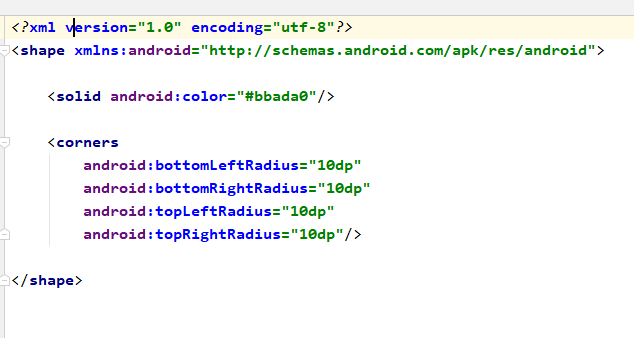 <?xml version="1.0" encoding="utf-8"?>
<shape xmlns:android="http://schemas.android.com/apk/res/android">
<solid android:color="#bbada0"/>
<corners
android:bottomLeftRadius="10dp"
android:bottomRightRadius="10dp"
android:topLeftRadius="10dp"
android:topRightRadius="10dp"/>
</shape>